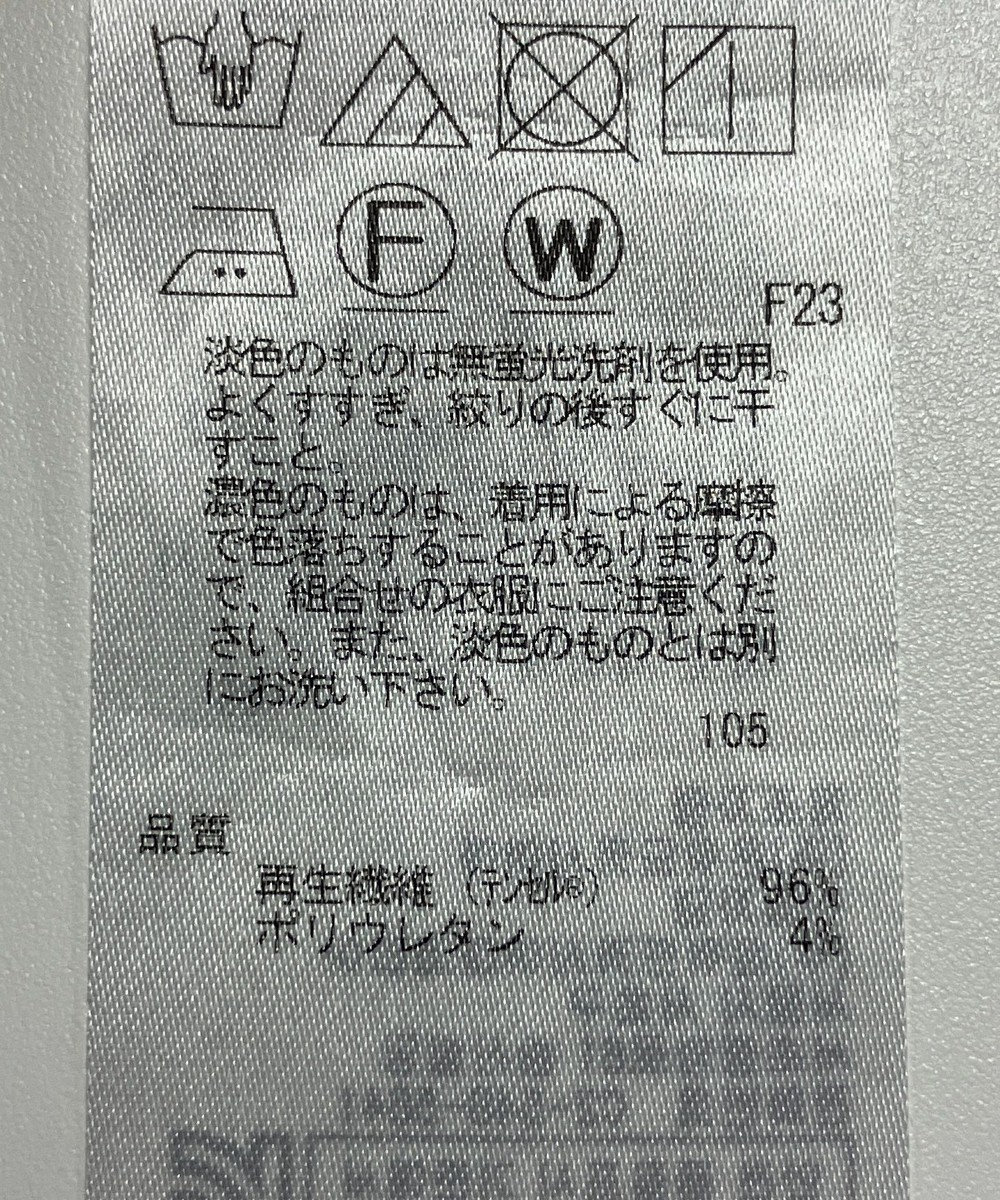 F
W
F23
淡色のものは無蛍光洗剤を使用。
よくすすぎ、絞りの後すぐに干
すこと。
濃色のものは、着用による摩擦
で色落ちすることがありますの
で、組合せの衣服にご注意くだ
さい。また、淡色のものとは別
にお洗い下さい。
105
品質
再生繊維（テンセル®） 96%
ポリウレタン 4%